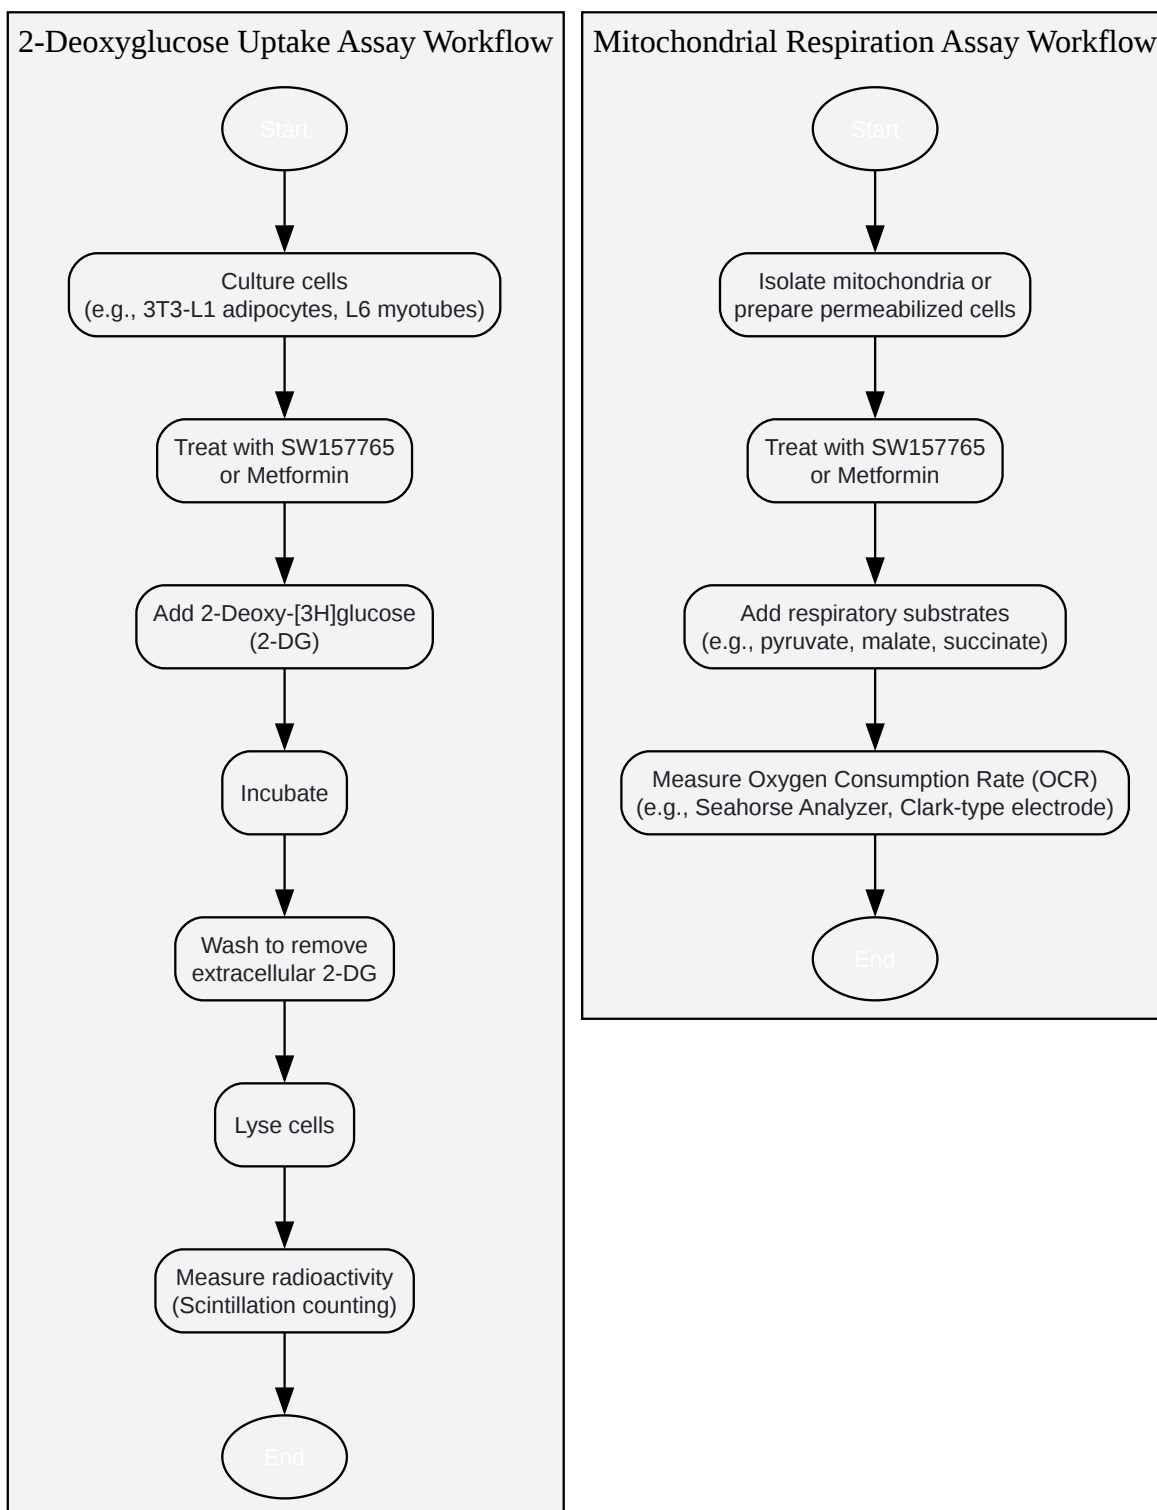 2-Deoxyglucose Uptake Assay Workflow
Start
Culture cells
(e.g., 3T3-L1 adipocytes, L6 myotubes)
Treat with SW157765
or Metformin
Add 2-Deoxy-[3H]glucose
(2-DG)
Incubate
Wash to remove
extracellular 2-DG
Lyse cells
Measure radioactivity
(Scintillation counting)
End
Mitochondrial Respiration Assay Workflow
Start
Isolate mitochondria or
prepare permeabilized cells
Treat with SW157765
or Metformin
Add respiratory substrates
(e.g., pyruvate, malate, succinate)
Measure Oxygen Consumption Rate (OCR)
(e.g., Seahorse Analyzer, Clark-type electrode)
End